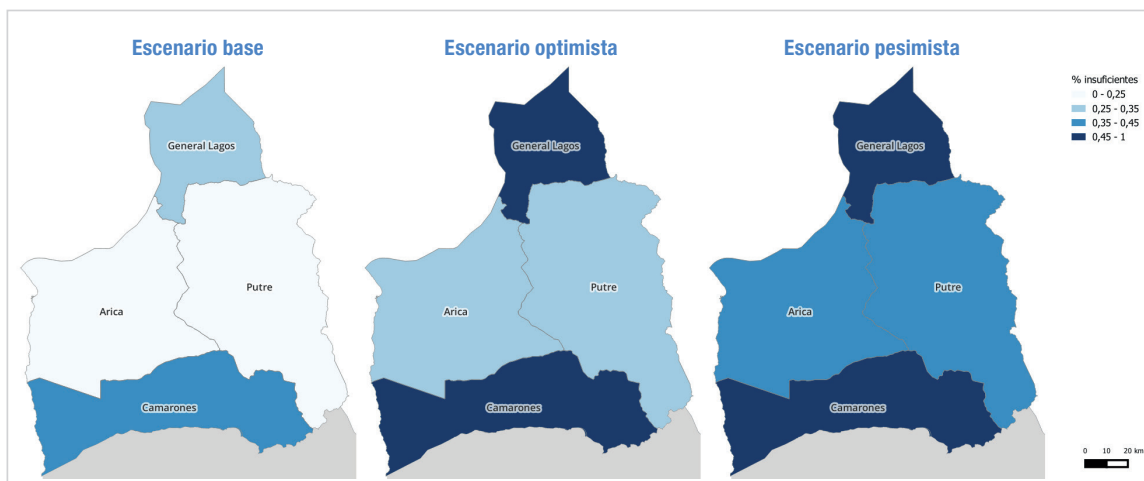 Escenario base
Escenario optimista
Escenario pesimista
General Lagos
Arica
Putre
Camarones
General Lagos
Arica
Putre
Camarones
General Lagos
Arica
Putre
Camarones
% insuficientes
0 - 0,25
0,25 - 0,35
0,35 - 0,45
0,45 - 1
0 10 20 km